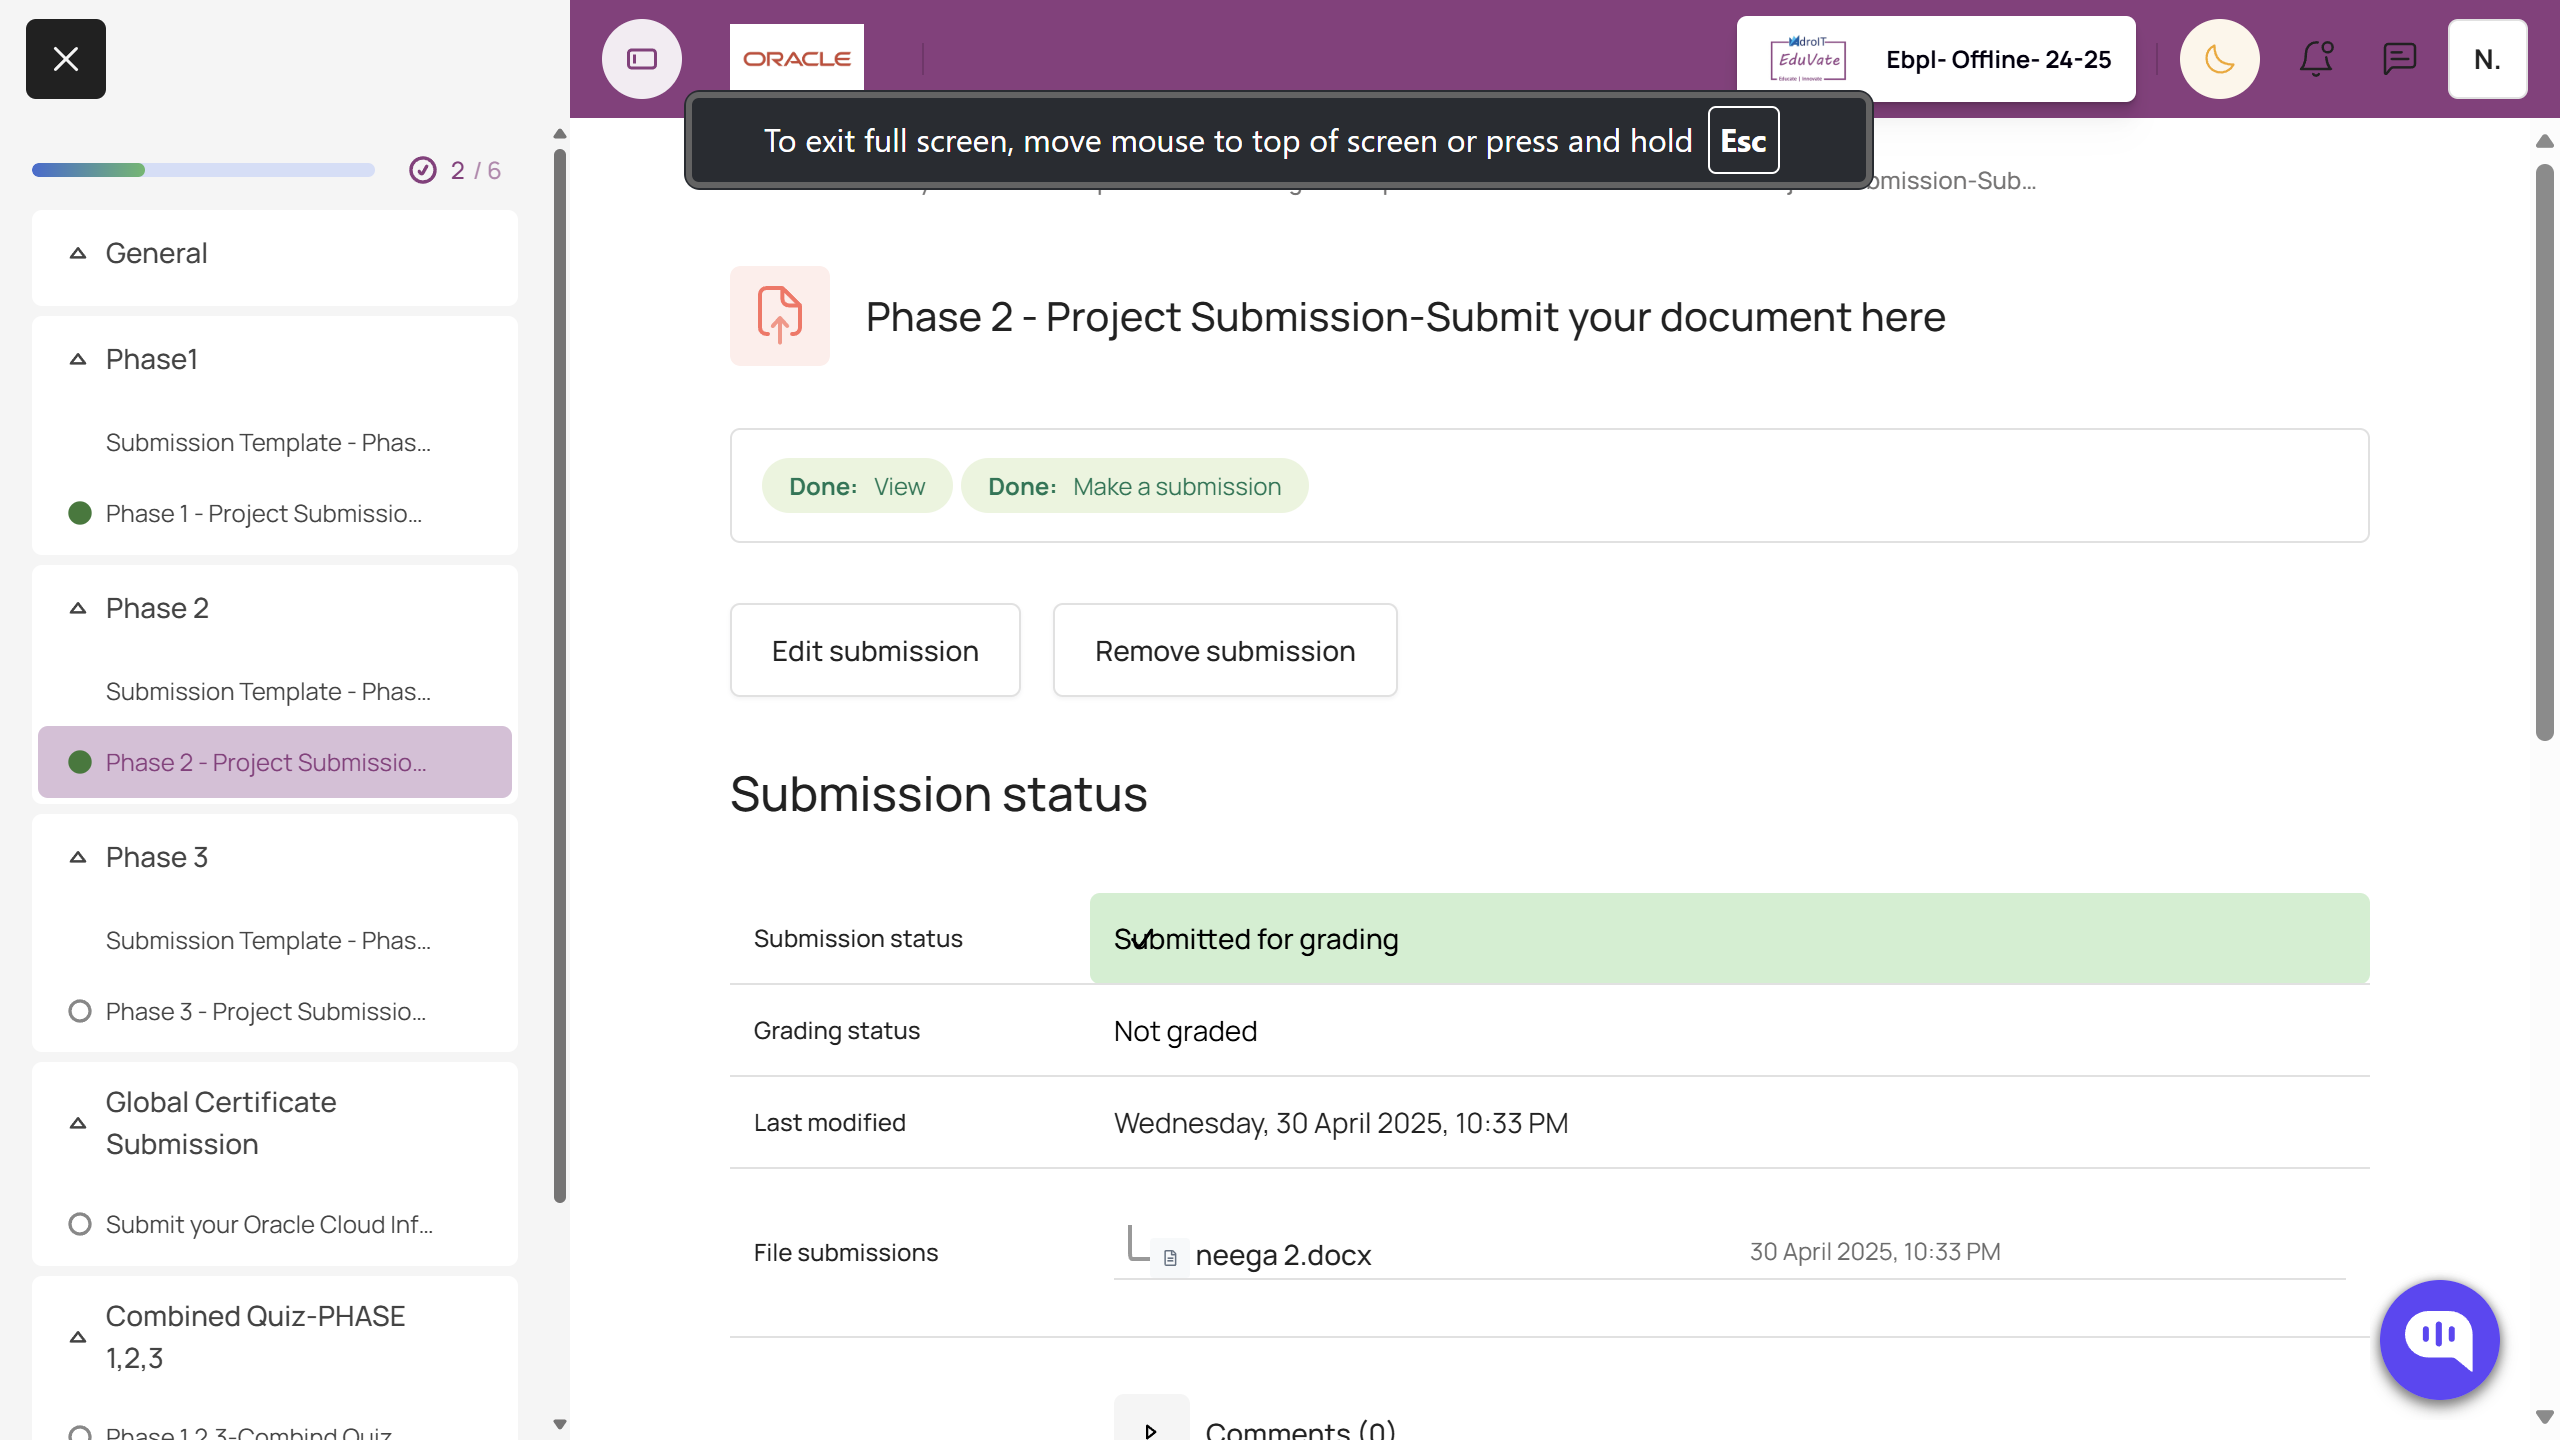 2 / 6
General
Phase1
Submission Template - Phas...
Phase 1 - Project Submissio...
Phase 2
Submission Template - Phas...
Phase 2 - Project Submissio...
Phase 3
Submission Template - Phas...
Phase 3 - Project Submissio...
Global Certificate
Submission
Submit your Oracle Cloud Inf...
Combined Quiz-PHASE
1,2,3
Phase 1,2,3-Combind Quiz
ORACLE
AdroIT
EduVate
Educate | Innovate
Ebpl- Offline- 24-25
N.
To exit full screen, move mouse to top of screen or press and hold Esc
bmission-Sub...
Phase 2 - Project Submission-Submit your document here
Done: View
Done: Make a submission
Edit submission
Remove submission
Submission status
Submission status
Submitted for grading
Grading status
Not graded
Last modified
Wednesday, 30 April 2025, 10:33 PM
File submissions
neega 2.docx
30 April 2025, 10:33 PM
Comments (0)